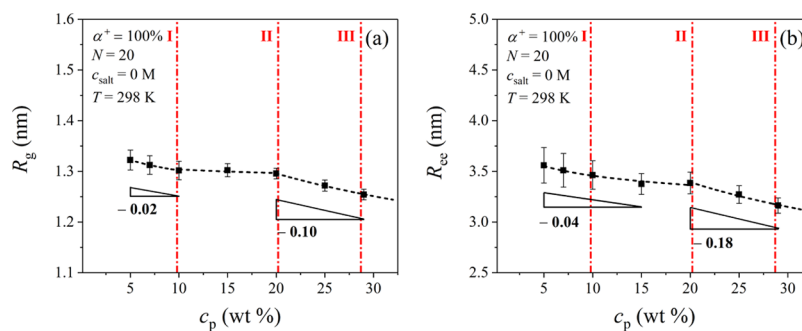 I
II
III
(a)
α⁺ = 100%
N = 20
c_salt = 0 M
T = 298 K
1.6
1.5
1.4
1.3
1.2
1.1
R_g (nm)
– 0.02
– 0.10
5
10
15
20
25
30
c_p (wt %)
I
II
III
(b)
α⁺ = 100%
N = 20
c_salt = 0 M
T = 298 K
5.0
4.5
4.0
3.5
3.0
2.5
R_ee (nm)
– 0.04
– 0.18
5
10
15
20
25
30
c_p (wt %)